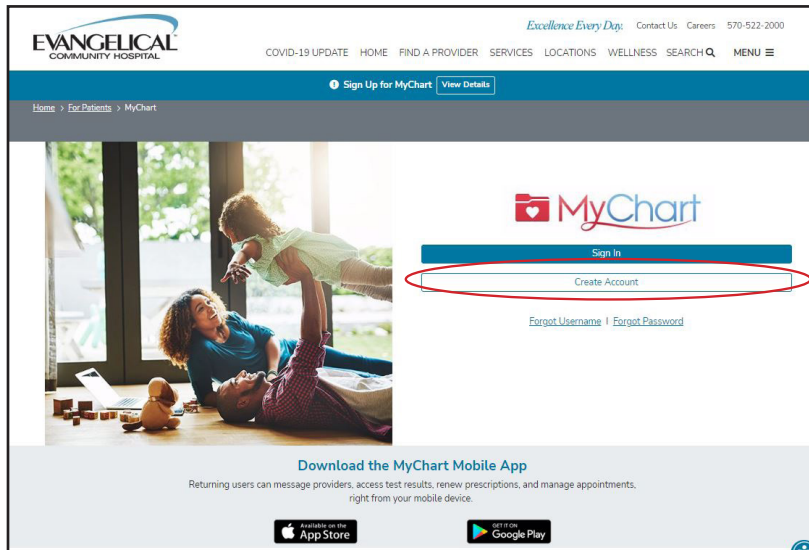 Excellence Every Day. Contact Us Careers 570-522-2000
EVANGELICAL
COMMUNITY HOSPITAL
COVID-19 UPDATE HOME FIND A PROVIDER SERVICES LOCATIONS WELLNESS SEARCH MENU
Sign Up for MyChart View Details
Home > For Patients > MyChart
MyChart
Sign In
Create Account
Forgot Username | Forgot Password
Download the MyChart Mobile App
Returning users can message providers, access test results, renew prescriptions, and manage appointments,
right from your mobile device.
Available on the
App Store
GET IT ON
Google Play